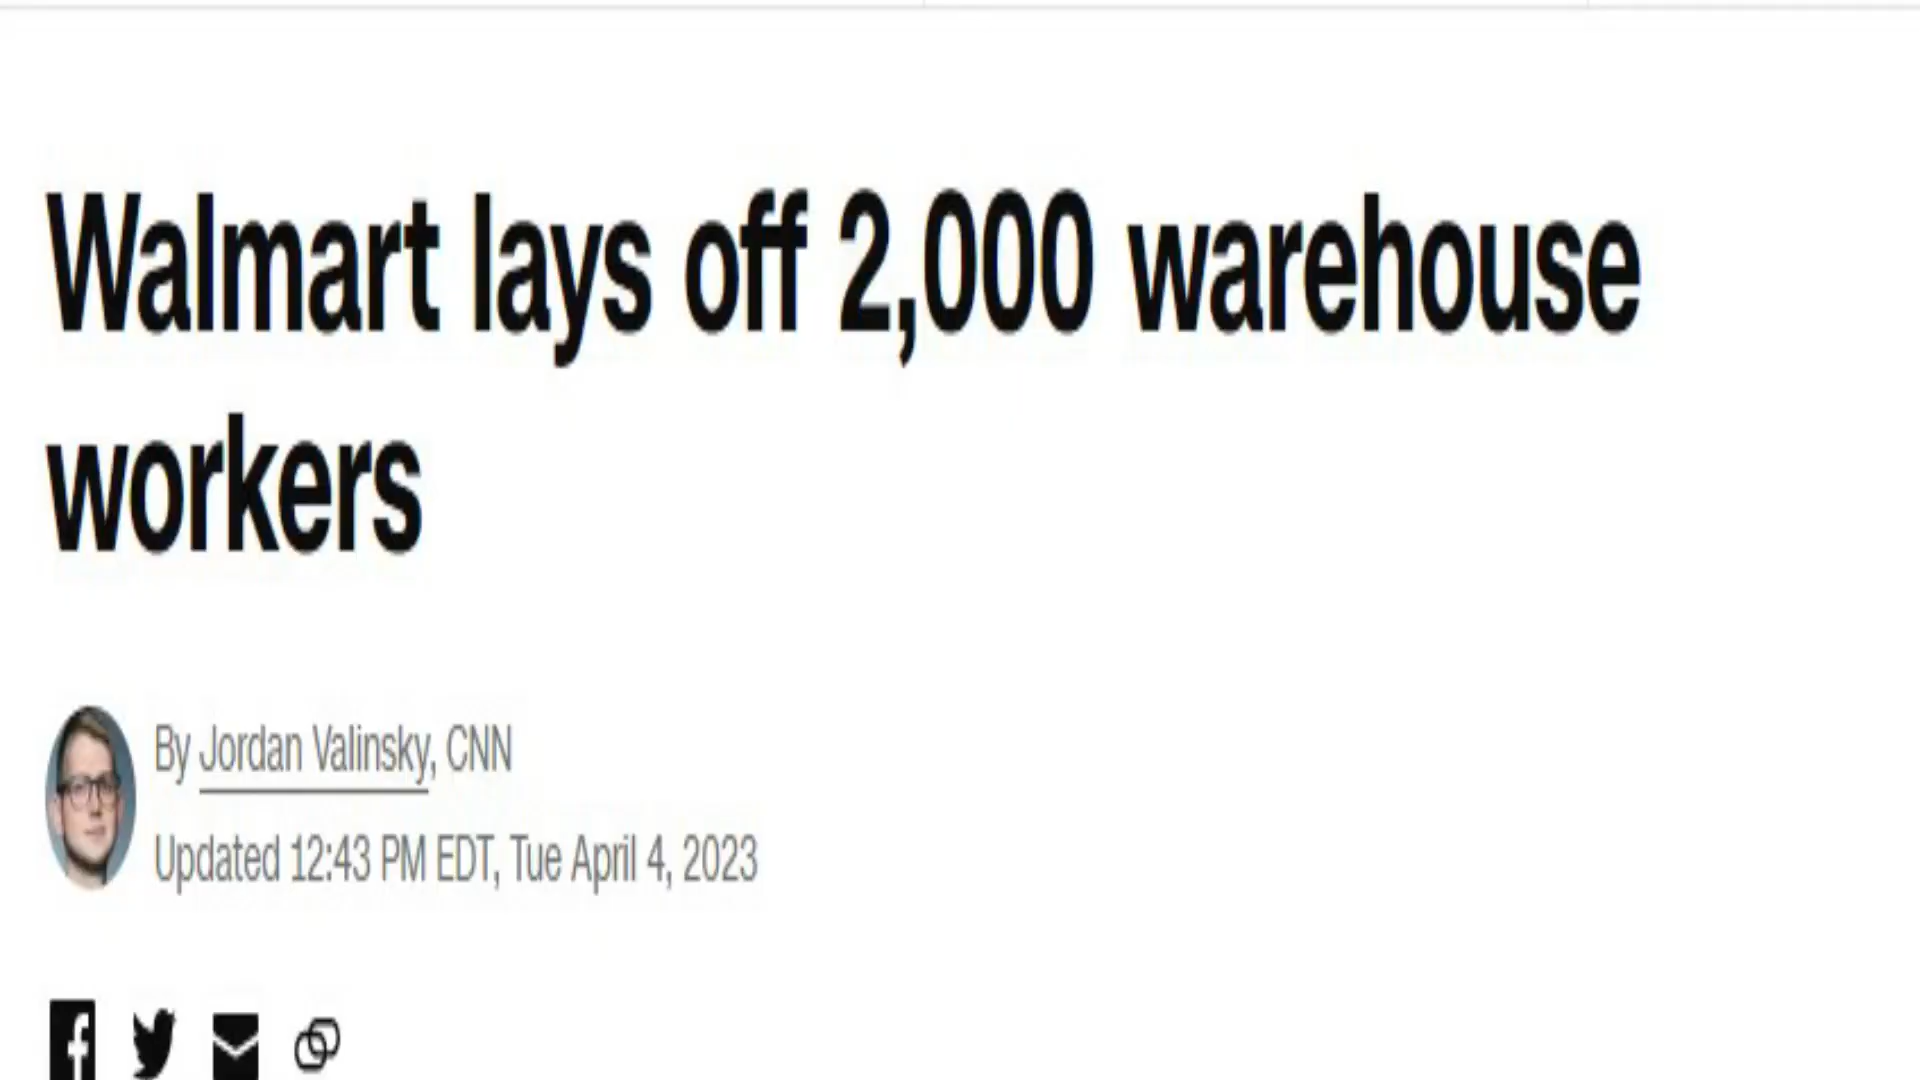 Walmart lays off 2,000 warehouse
workers
By Jordan Valinsky, CNN
Updated 12:43 PM EDT, Tue April 4, 2023